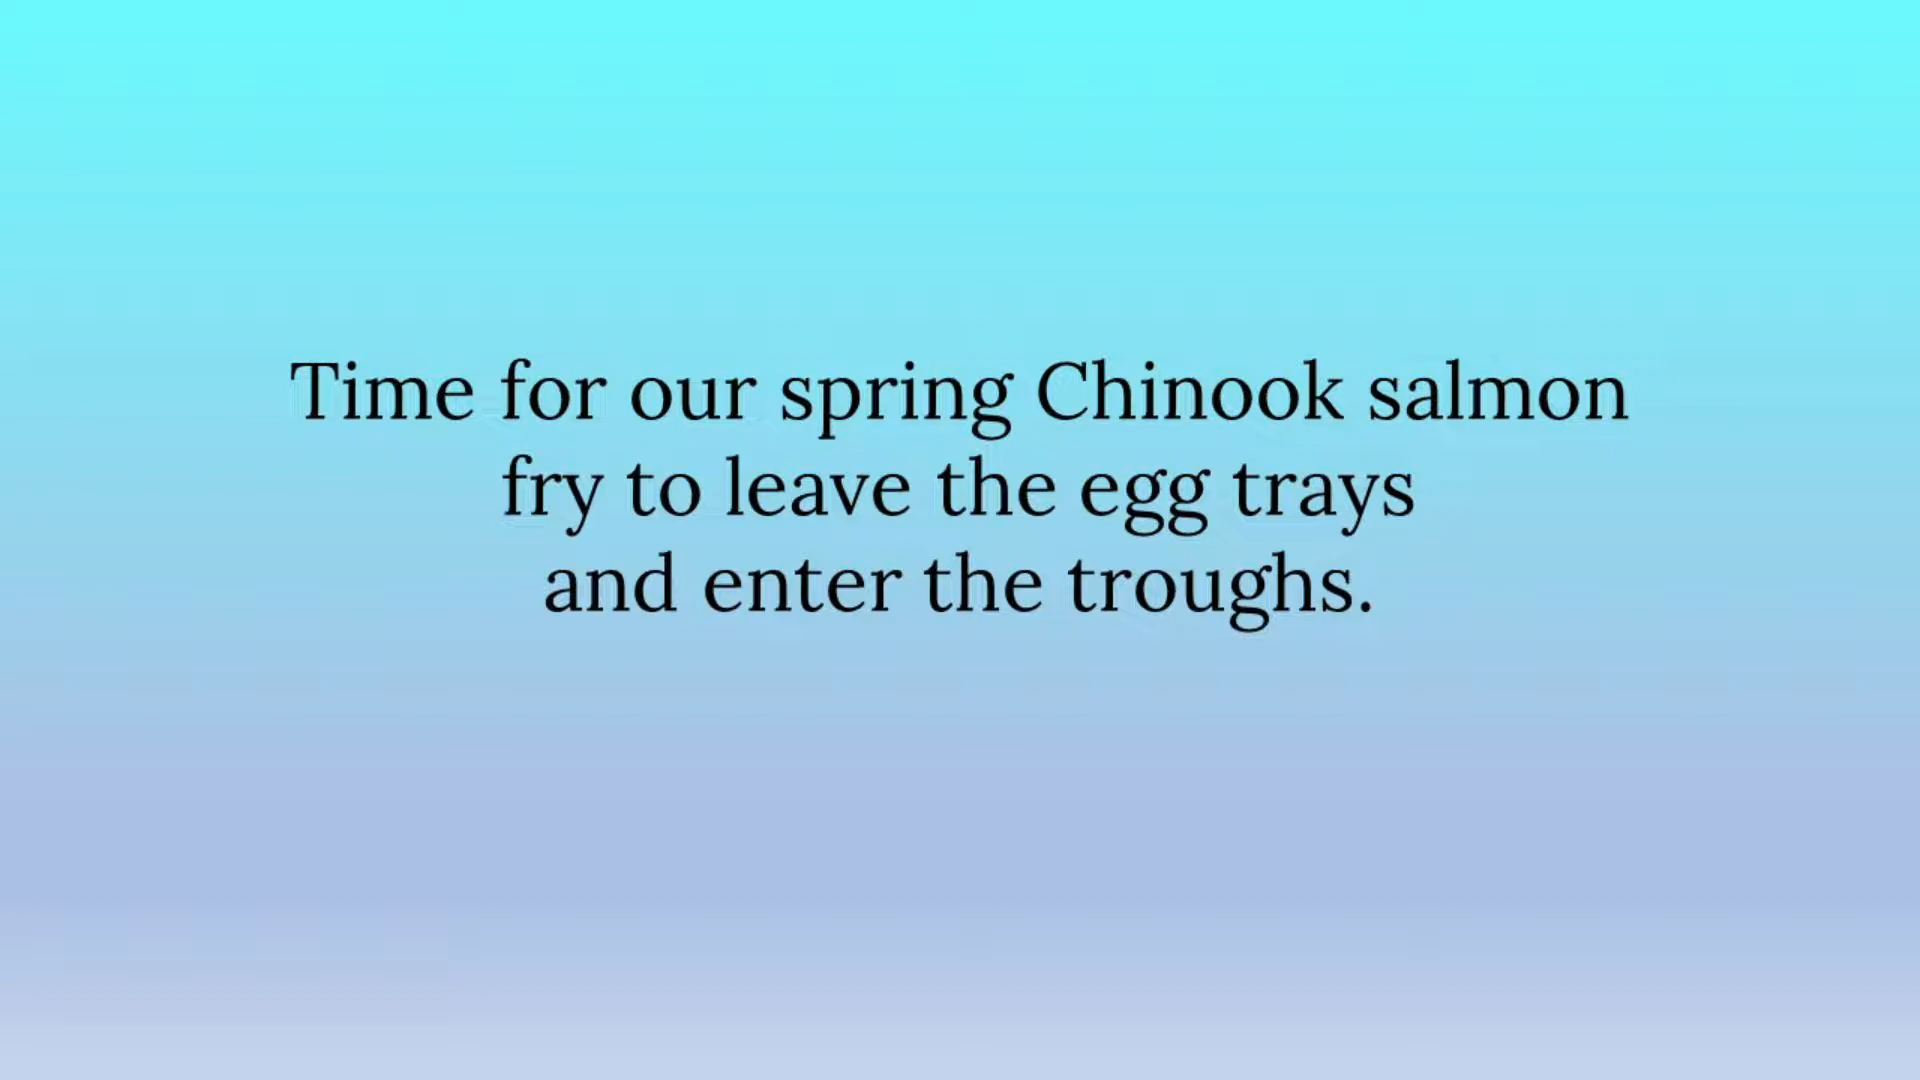 Time for our spring Chinook salmon
fry to leave the egg trays
and enter the troughs.